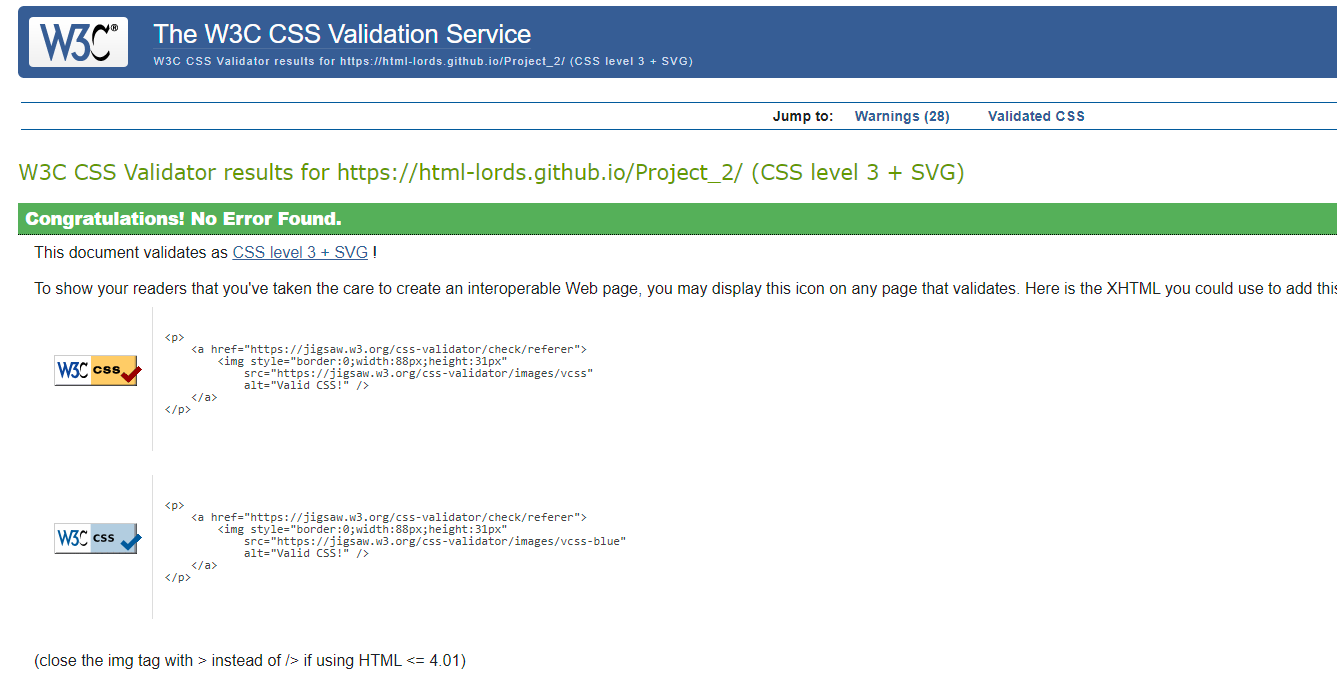 W3C®
The W3C CSS Validation Service
W3C CSS Validator results for https://html-lords.github.io/Project_2/ (CSS level 3 + SVG)
Jump to: Warnings (28) Validated CSS
W3C CSS Validator results for https://html-lords.github.io/Project_2/ (CSS level 3 + SVG)
Congratulations! No Error Found.
This document validates as CSS level 3 + SVG !
To show your readers that you've taken the care to create an interoperable Web page, you may display this icon on any page that validates. Here is the XHTML you could use to add this
<p>
<a href="https://jigsaw.w3.org/css-validator/check/referer">
<img style="border:0;width:88px;height:31px"
src="https://jigsaw.w3.org/css-validator/images/vcss"
alt="Valid CSS!" />
</a>
</p>
W3C css
<p>
<a href="https://jigsaw.w3.org/css-validator/check/referer">
<img style="border:0;width:88px;height:31px"
src="https://jigsaw.w3.org/css-validator/images/vcss-blue"
alt="Valid CSS!" />
</a>
</p>
W3C css
(close the img tag with > instead of /> if using HTML <= 4.01)